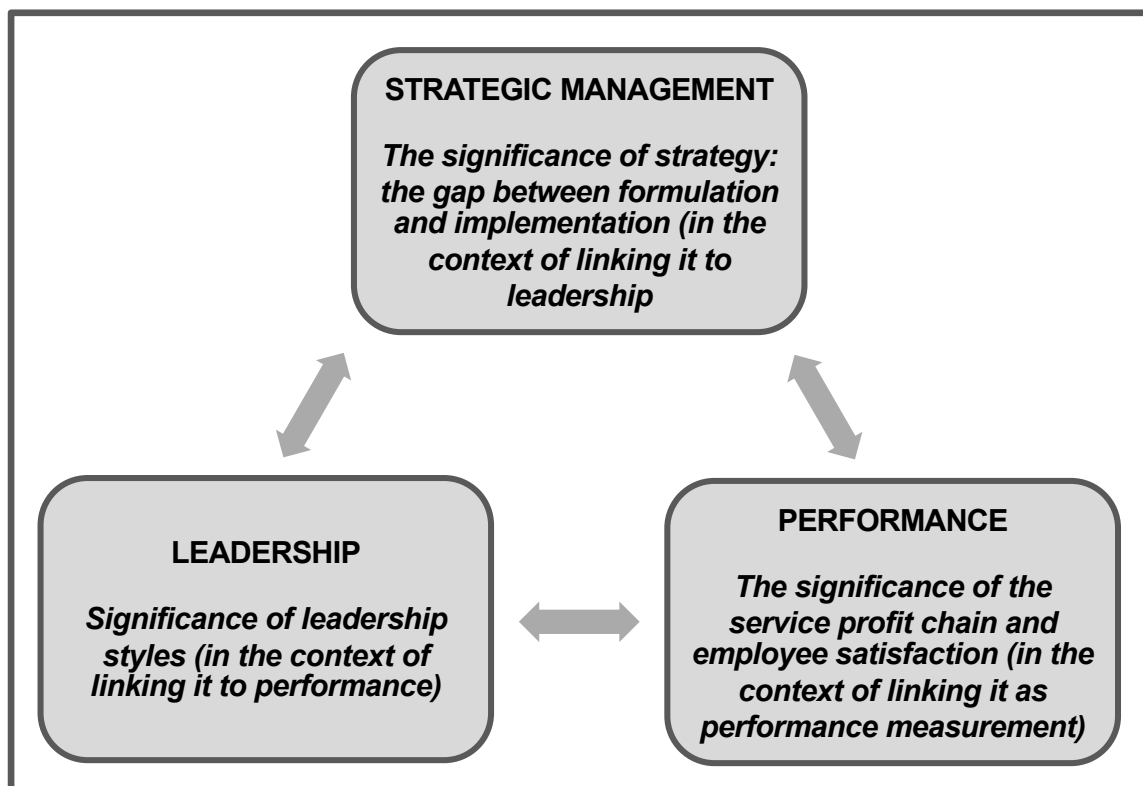 STRATEGIC MANAGEMENT
The significance of strategy:
the gap between formulation
and implementation (in the
context of linking it to
leadership
LEADERSHIP
Significance of leadership
styles (in the context of
linking it to performance)
PERFORMANCE
The significance of the
service profit chain and
employee satisfaction (in the
context of linking it as
performance measurement)